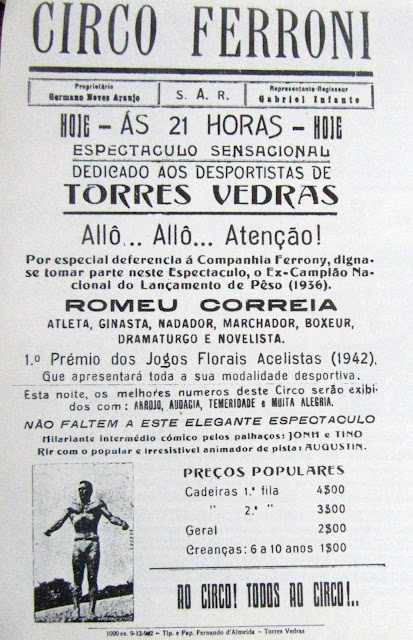 CIRCO FERRONI
Proprietário
Germano Neves Araujo
S. A. R.
Representante-Regisseur
Gabriel Infante
HOJE – ÁS 21 HORAS – HOJE
ESPECTACULO SENSACIONAL
DEDICADO AOS DESPORTISTAS DE
TORRES VEDRAS
Allô... Allô... Atenção!
Por especial deferencia á Companhia Ferrony, digna-
se tomar parte neste Espectaculo, o Ex-Campião Na-
cional do Lançamento de Pêso (1936).
ROMEU CORREIA
ATLETA, GINASTA, NADADOR, MARCHADOR, BOXEUR,
DRAMATURGO E NOVELISTA.
1.º Prémio dos Jogos Florais Acelistas (1942),
Que apresentará toda a sua modalidade desportiva.
Esta noite, os melhores numeros deste Circo serão exibi-
dos com: ARROJO, AUDACIA, TEMERIDADE e MUITA ALEGRIA.
NÃO FALTEM A ESTE ELEGANTE ESPECTACULO
Hilariante intermédio cómico pelos palhaços: JONH e TINO
Rir com o popular e irresistivel animador de pista: AUGUSTIN.
PREÇOS POPULARES
Cadeiras 1.ª fila 4$00
" 2.ª " 3$00
Geral 2$00
Creanças: 6 a 10 anos 1$00
AO CIRCO! TODOS AO CIRCO!..
1000 ex. 9-12-942 – Tip. e Pap. Fernando d'Almeida – Torres Vedras